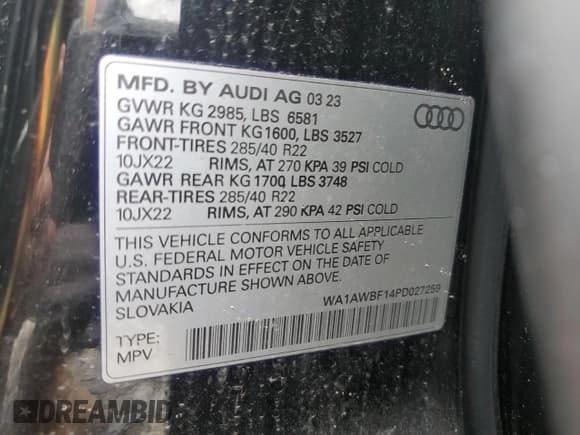 MFD. BY AUDI AG 03 23
GVWR KG 2985, LBS 6581
GAWR FRONT KG1600, LBS 3527
FRONT-TIRES 285/40 R22
10JX22 RIMS, AT 270 KPA 39 PSI COLD
GAWR REAR KG1700, LBS 3748
REAR-TIRES 285/40 R22
10JX22 RIMS, AT 290 KPA 42 PSI COLD
THIS VEHICLE CONFORMS TO ALL APPLICABLE
U.S. FEDERAL MOTOR VEHICLE SAFETY
STANDARDS IN EFFECT ON THE DATE OF
MANUFACTURE SHOWN ABOVE.
SLOVAKIA
WA1AWBF14PD027259
TYPE:
MPV
DREAMBID